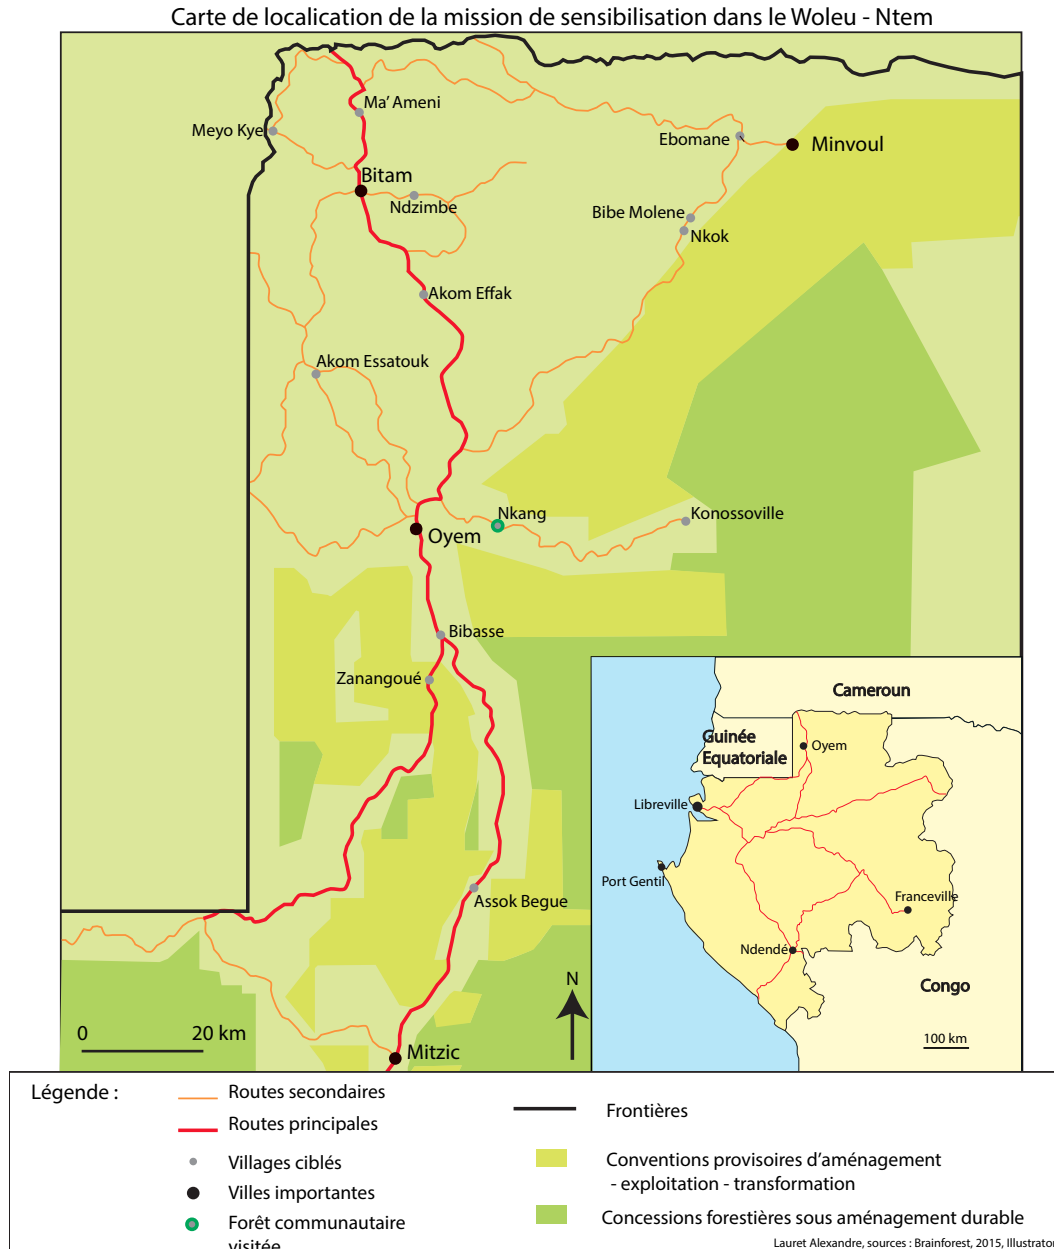 Carte de localication de la mission de sensibilisation dans le Woleu - Ntem
Ma' Ameni
Meyo Kye
Ebomane
Minvoul
Bitam
Ndzimbe
Bibe Molene
Nkok
Akom Effak
Akom Essatouk
Nkang
Konossoville
Oyem
Bibasse
Zanangoué
Assok Begue
Mitzic
N
0 20 km
Cameroun
Guinée
Equatoriale
Oyem
Libreville
Port Gentil
Franceville
Ndendé
Congo
100 km
Légende :
Routes secondaires
Routes principales
Villages ciblés
Villes importantes
Forêt communautaire
visitée
Frontières
Conventions provisoires d'aménagement
- exploitation - transformation
Concessions forestières sous aménagement durable
Lauret Alexandre, sources : Brainforest, 2015, Illustrator